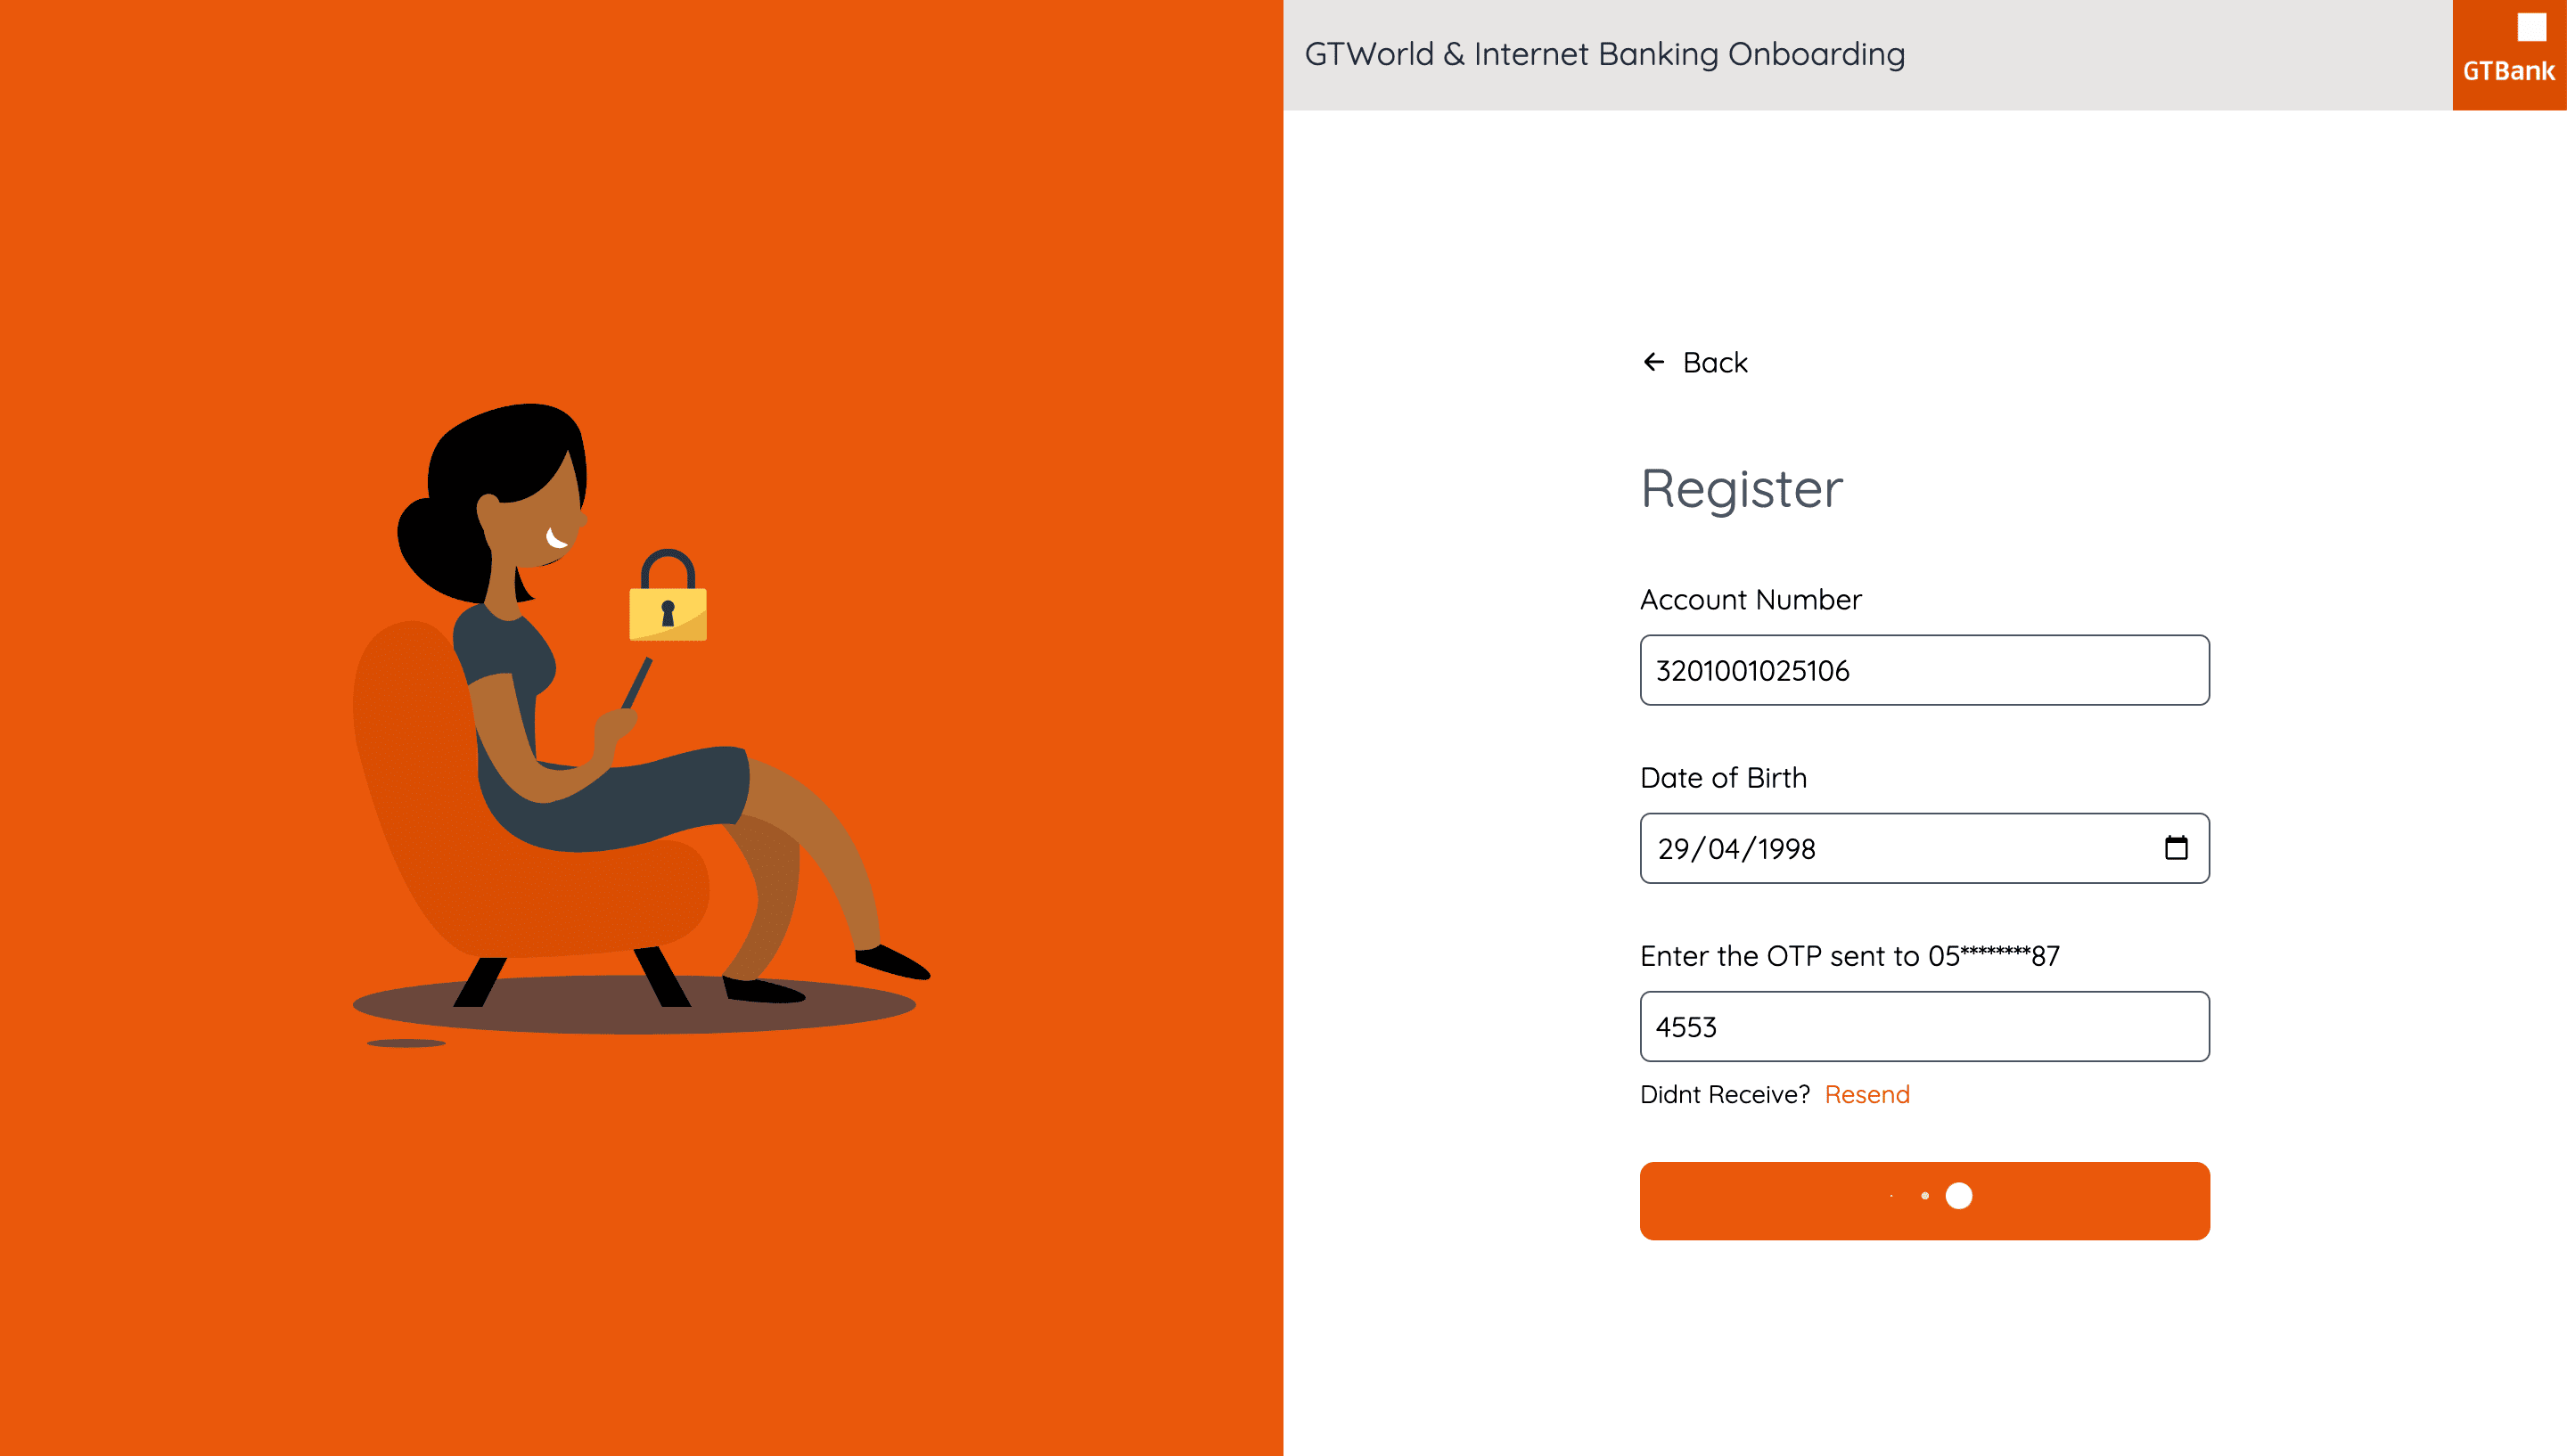 GTWorld & Internet Banking Onboarding
GTBank
Back
Register
Account Number
3201001025106
Date of Birth
29/04/1998
Enter the OTP sent to 05********87
4553
Didnt Receive? Resend